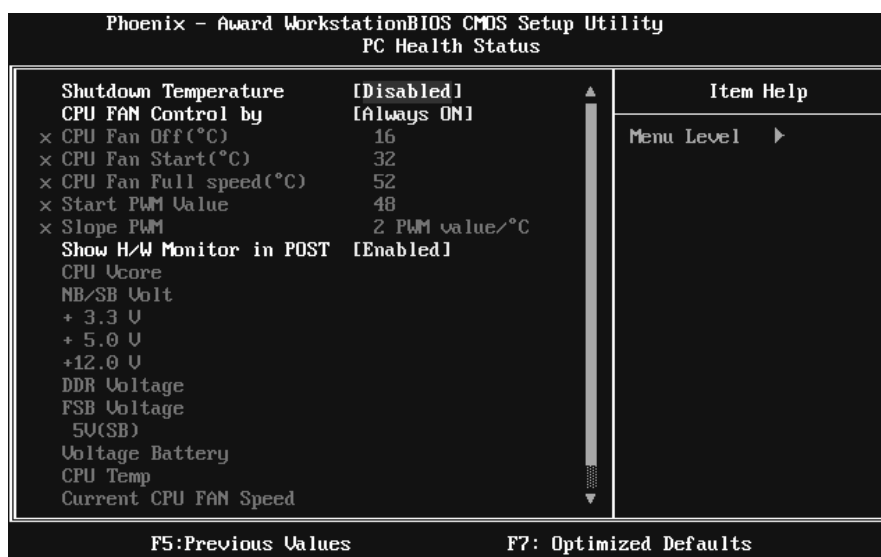 Phoenix - Award WorkstationBIOS CMOS Setup Utility
PC Health Status
Shutdown Temperature [Disabled]
CPU FAN Control by [Always ON]
x CPU Fan Off(°C) 16
x CPU Fan Start(°C) 32
x CPU Fan Full speed(°C) 52
x Start PWM Value 48
x Slope PWM 2 PWM value/°C
Show H/W Monitor in POST [Enabled]
CPU Vcore
NB/SB Volt
+ 3.3 V
+ 5.0 V
+12.0 V
DDR Voltage
FSB Voltage
5V(SB)
Voltage Battery
CPU Temp
Current CPU FAN Speed
Item Help
Menu Level
F5:Previous Values F7: Optimized Defaults